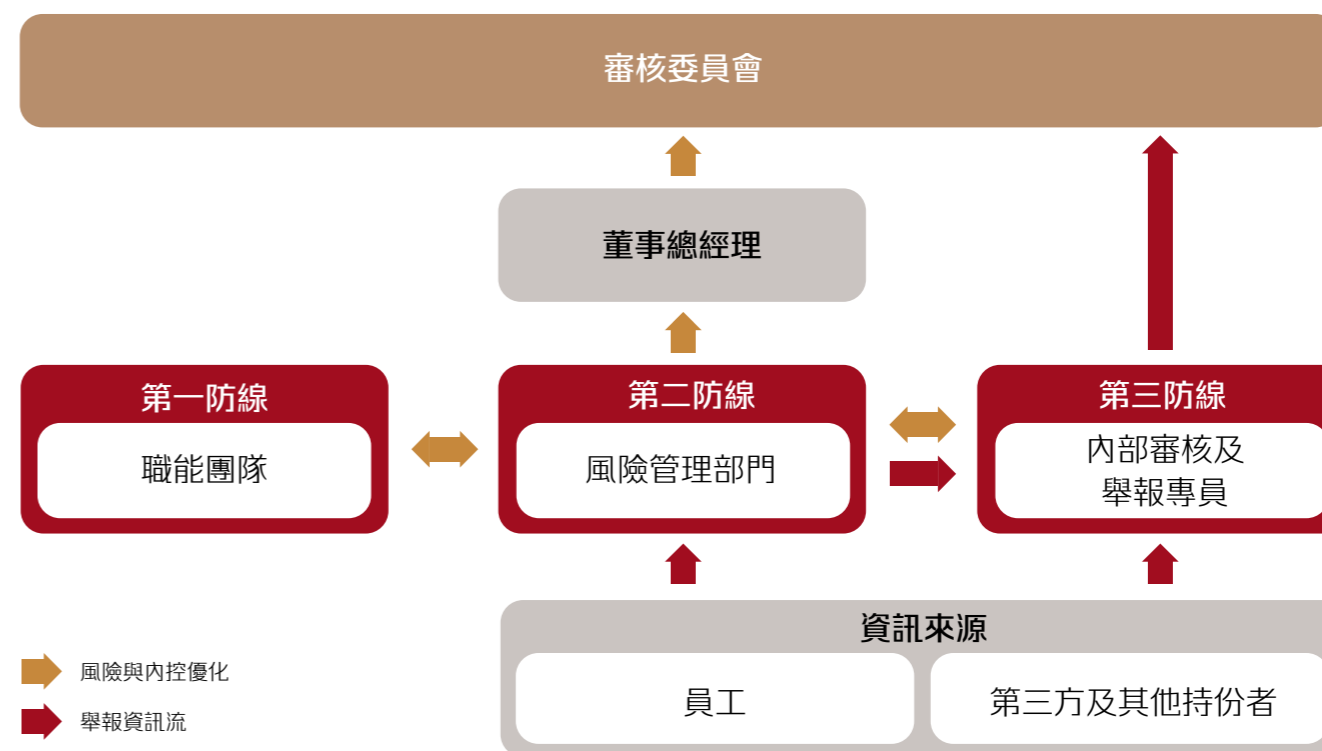 審核委員會
董事總經理
第一防線
職能團隊
第二防線
風險管理部門
第三防線
內部審核及
舉報專員
資訊來源
員工
第三方及其他持份者
風險與內控優化
舉報資訊流